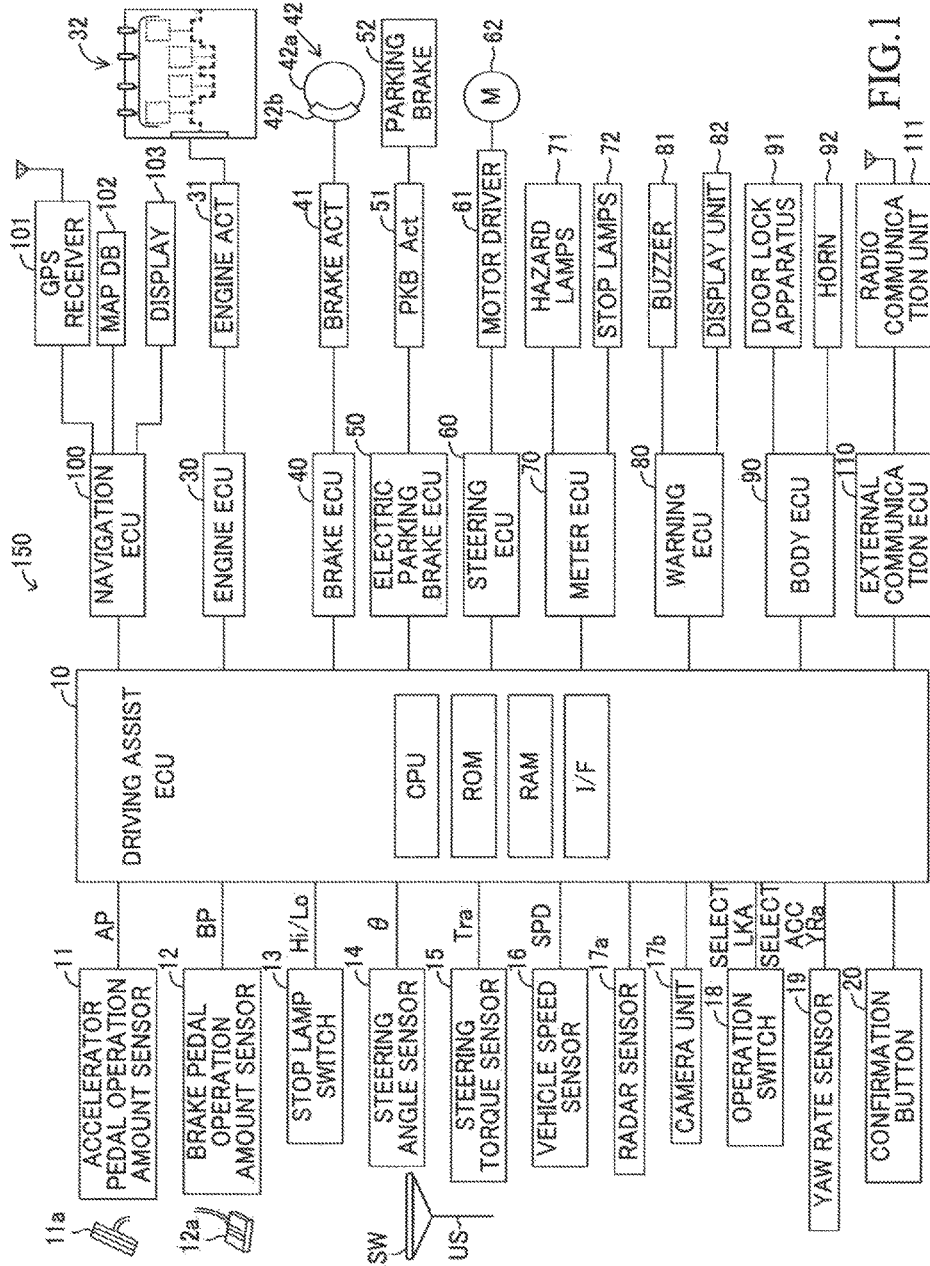 150
11a
11
ACCELERATOR
PEDAL OPERATION
AMOUNT SENSOR
AP
12a
12
BRAKE PEDAL
OPERATION
AMOUNT SENSOR
BP
13
STOP LAMP
SWITCH
Hi/Lo
SW
US
14
STEERING
ANGLE SENSOR
θ
15
STEERING
TORQUE SENSOR
Tra
16
VEHICLE SPEED
SENSOR
SPD
17a
RADAR SENSOR
17b
CAMERA UNIT
18
OPERATION
SWITCH
SELECT
LKA
SELECT
ACC
19
YAW RATE SENSOR
YRa
20
CONFIRMATION
BUTTON
10
DRIVING ASSIST
ECU
CPU
ROM
RAM
I/F
100
NAVIGATION
ECU
30
ENGINE ECU
40
BRAKE ECU
50
ELECTRIC
PARKING
BRAKE ECU
60
STEERING
ECU
70
METER ECU
80
WARNING
ECU
90
BODY ECU
110
EXTERNAL
COMMUNICA
TION ECU
101
GPS
RECEIVER
102
MAP DB
103
DISPLAY
31
ENGINE ACT
32
41
BRAKE ACT
42b
42a
42
51
PKB Act
52
PARKING
BRAKE
61
MOTOR DRIVER
62
M
HAZARD
LAMPS
71
STOP LAMPS
72
BUZZER
81
DISPLAY UNIT
82
DOOR LOCK
APPARATUS
91
HORN
92
RADIO
COMMUNICA
TION UNIT
111
FIG.1